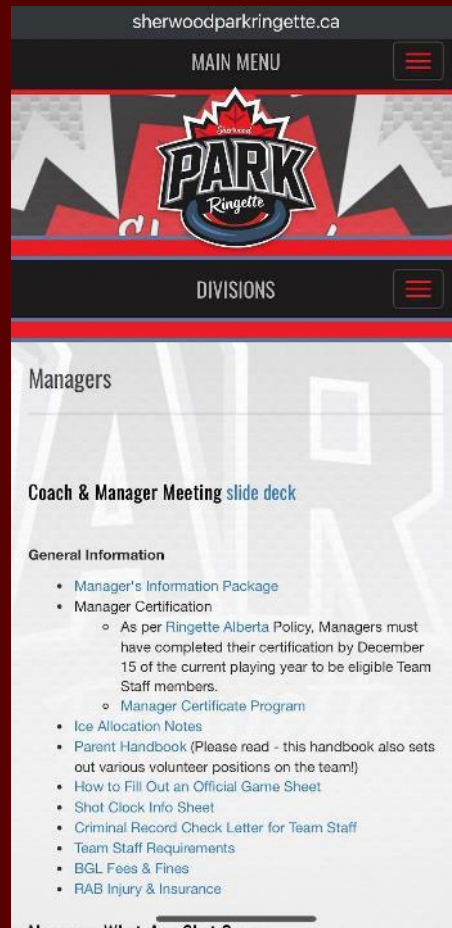 sherwoodparkringette.ca
MAIN MENU
Sherwood
PARK
Ringette
DIVISIONS
Managers
Coach & Manager Meeting slide deck
General Information
• Manager's Information Package
• Manager Certification
○ As per Ringette Alberta Policy, Managers must
have completed their certification by December
15 of the current playing year to be eligible Team
Staff members.
○ Manager Certificate Program
• Ice Allocation Notes
• Parent Handbook (Please read - this handbook also sets
out various volunteer positions on the team!)
• How to Fill Out an Official Game Sheet
• Shot Clock Info Sheet
• Criminal Record Check Letter for Team Staff
• Team Staff Requirements
• BGL Fees & Fines
• RAB Injury & Insurance